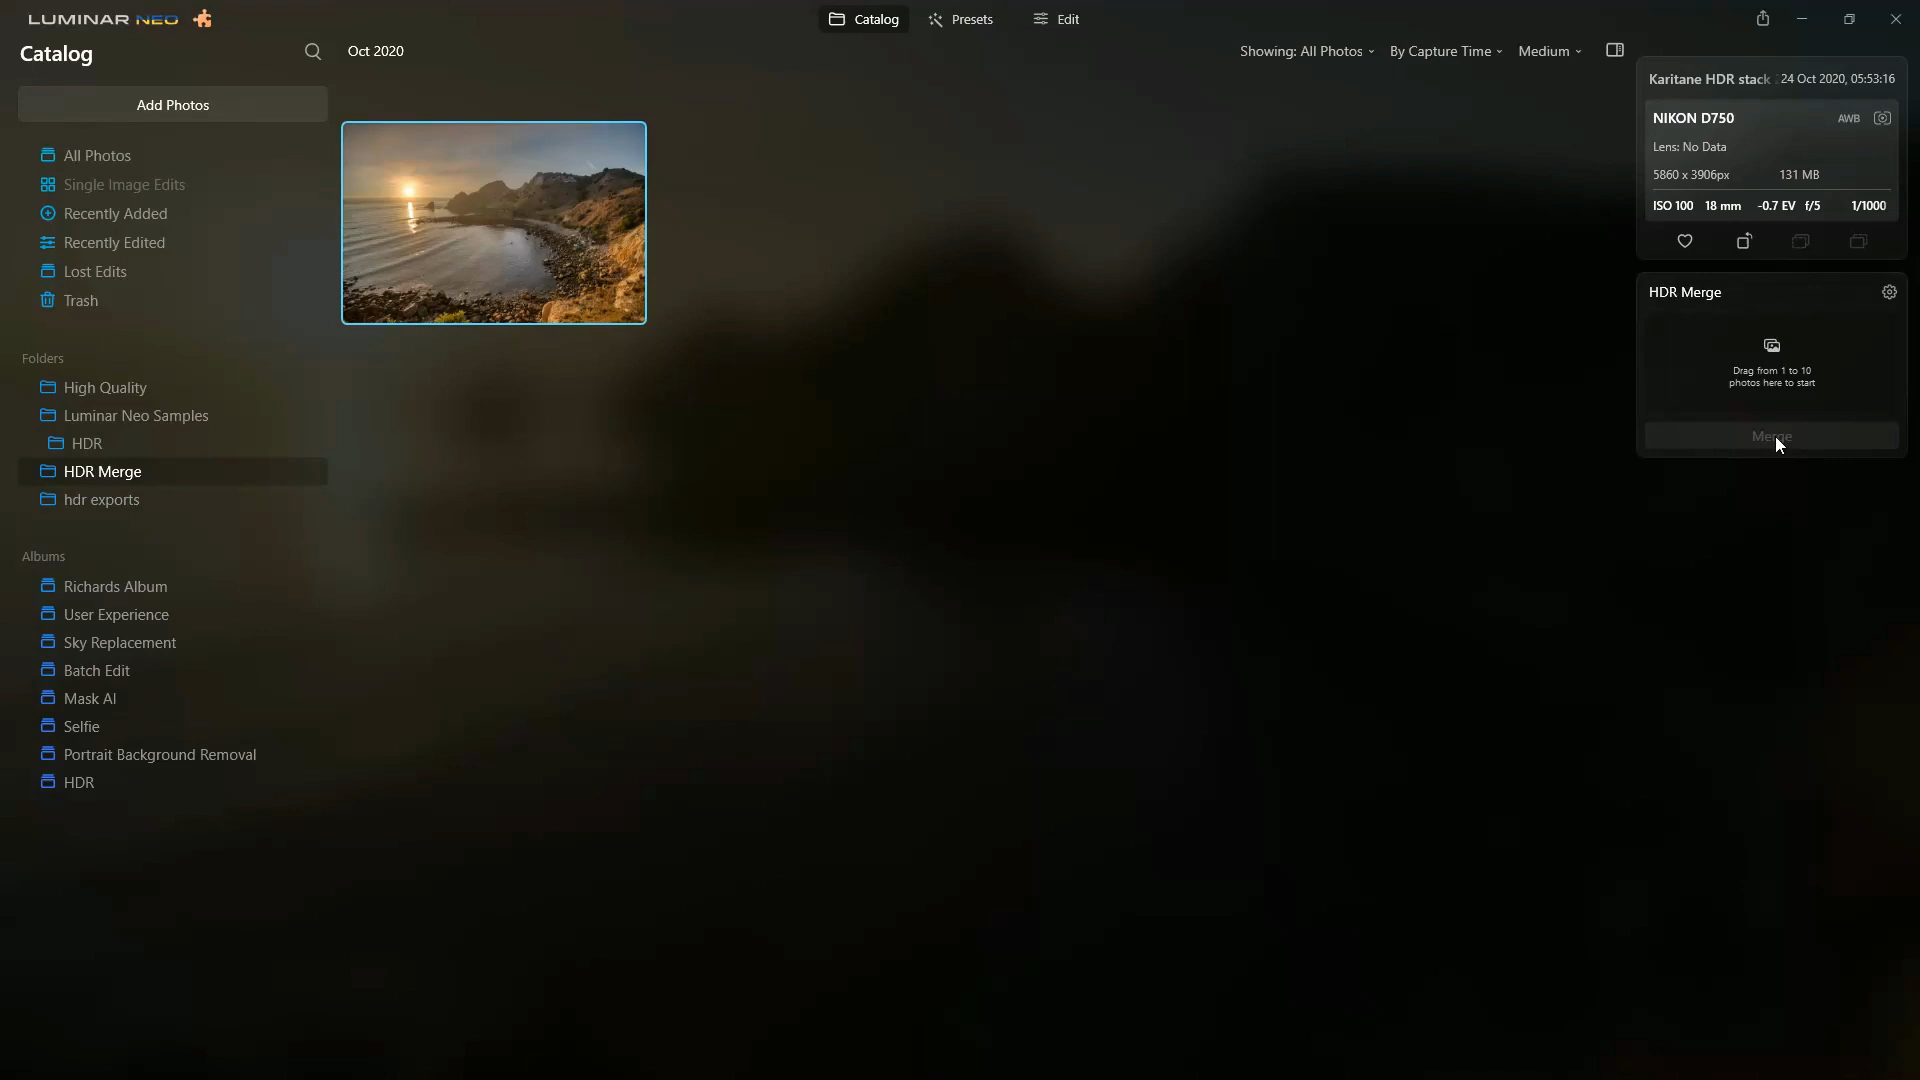 LUMINAR NEO
Catalog
Presets
Edit
Catalog
Oct 2020
Showing: All Photos
By Capture Time
Medium
Add Photos
All Photos
Single Image Edits
Recently Added
Recently Edited
Lost Edits
Trash
Folders
High Quality
Luminar Neo Samples
HDR
HDR Merge
hdr exports
Albums
Richards Album
User Experience
Sky Replacement
Batch Edit
Mask AI
Selfie
Portrait Background Removal
HDR
Karitane HDR stack 24 Oct 2020, 05:53:16
NIKON D750 AWB
Lens: No Data
5860 x 3906px 131 MB
ISO 100 18 mm -0.7 EV f/5 1/1000
HDR Merge
Drag from 1 to 10
photos here to start
Merge